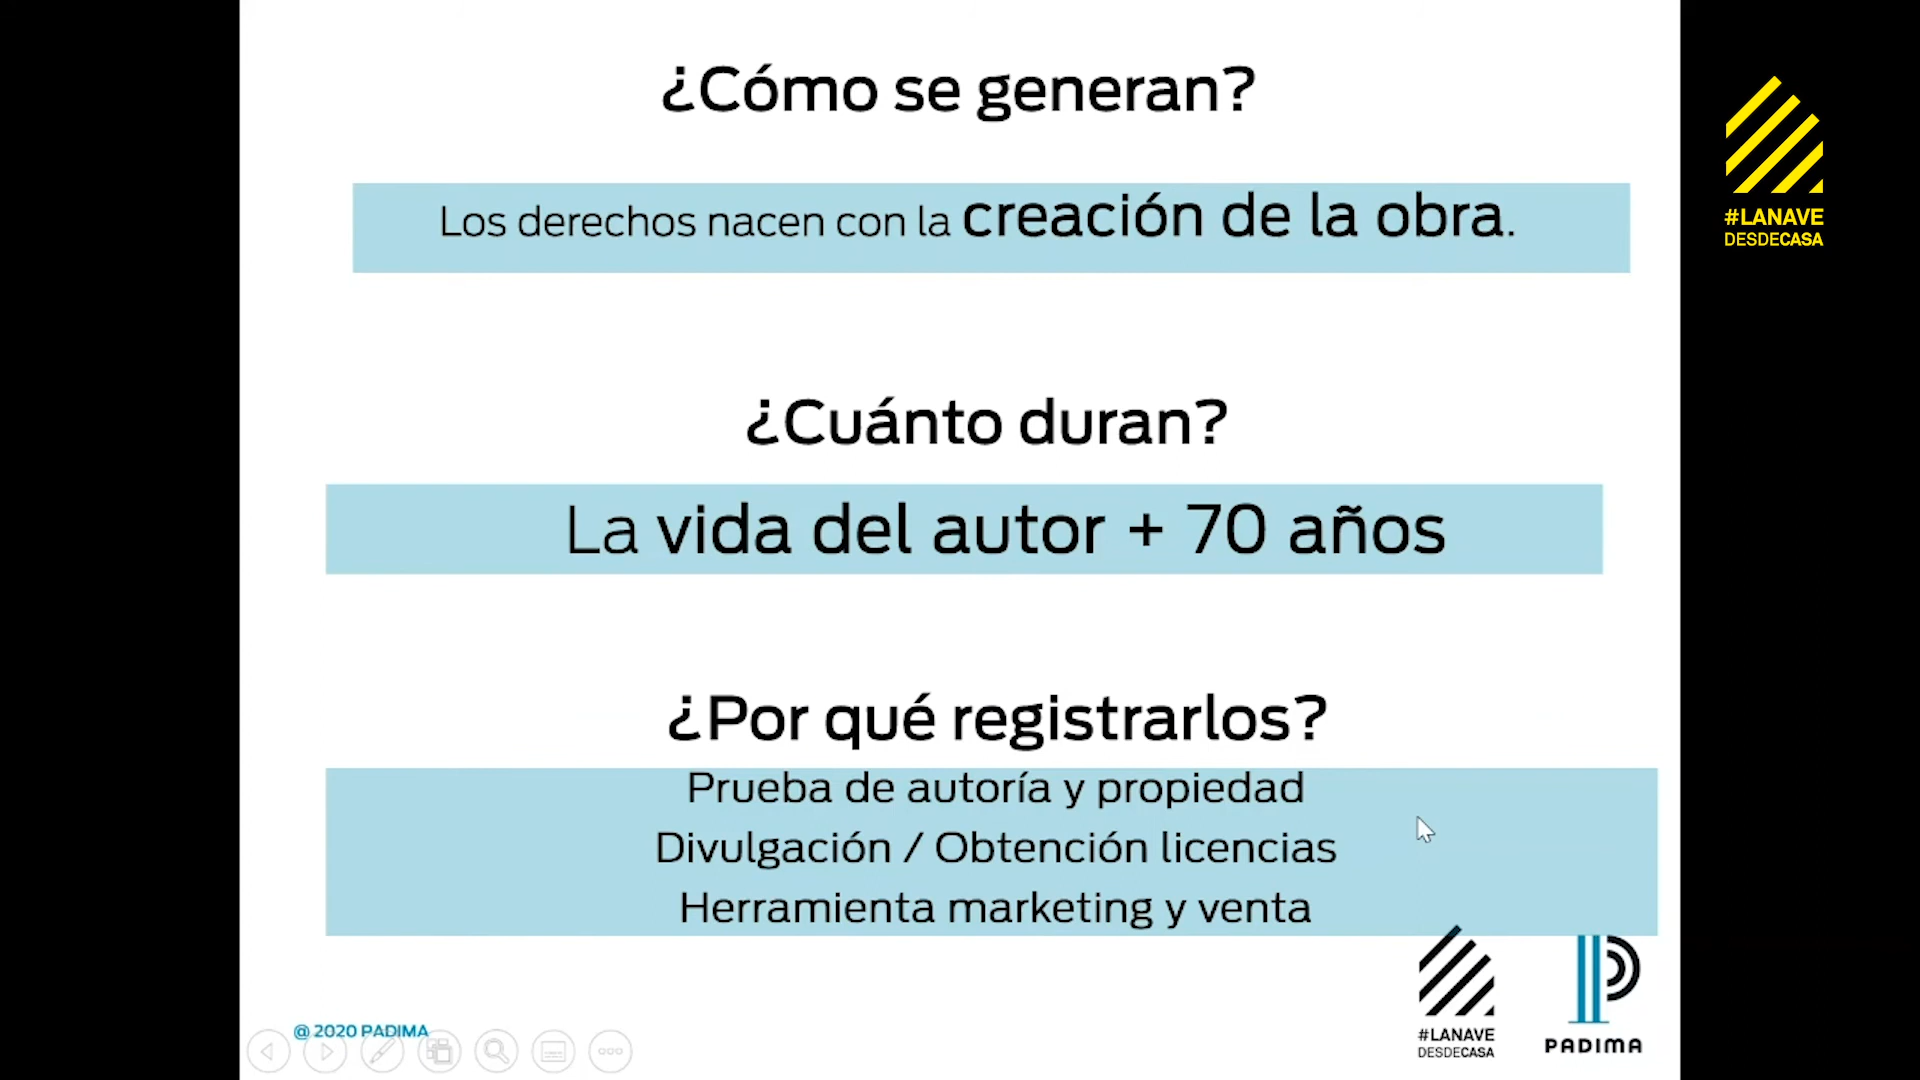 ¿Cómo se generan?
Los derechos nacen con la creación de la obra.
¿Cuánto duran?
La vida del autor + 70 años
¿Por qué registrarlos?
Prueba de autoría y propiedad
Divulgación / Obtención licencias
Herramienta marketing y venta
#LANAVE
DESDECASA
@ 2020 PADIMA
#LANAVE
DESDECASA
PADIMA